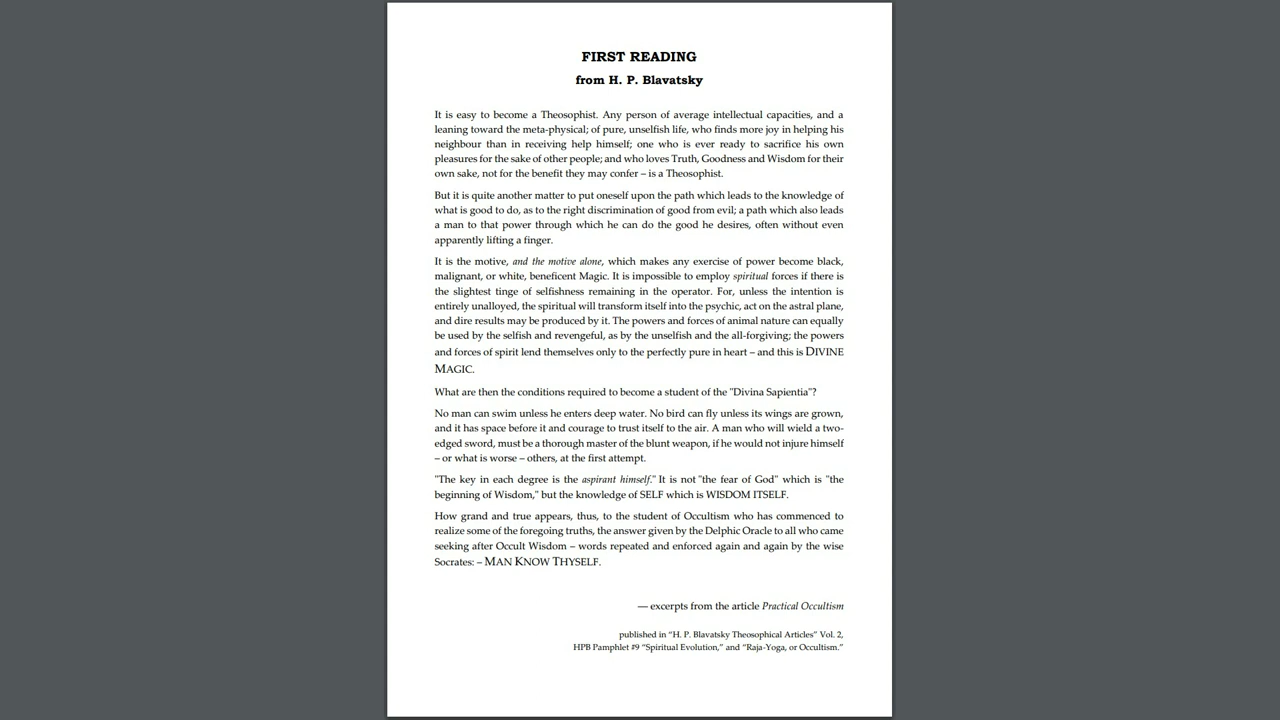 FIRST READING
from H. P. Blavatsky
It is easy to become a Theosophist. Any person of average intellectual capacities, and a
leaning toward the meta-physical; of pure, unselfish life, who finds more joy in helping his
neighbour than in receiving help himself; one who is ever ready to sacrifice his own
pleasures for the sake of other people; and who loves Truth, Goodness and Wisdom for their
own sake, not for the benefit they may confer – is a Theosophist.
But it is quite another matter to put oneself upon the path which leads to the knowledge of
what is good to do, as to the right discrimination of good from evil; a path which also leads
a man to that power through which he can do the good he desires, often without even
apparently lifting a finger.
It is the motive, and the motive alone, which makes any exercise of power become black,
malignant, or white, beneficent Magic. It is impossible to employ spiritual forces if there is
the slightest tinge of selfishness remaining in the operator. For, unless the intention is
entirely unalloyed, the spiritual will transform itself into the psychic, act on the astral plane,
and dire results may be produced by it. The powers and forces of animal nature can equally
be used by the selfish and revengeful, as by the unselfish and the all-forgiving; the powers
and forces of spirit lend themselves only to the perfectly pure in heart – and this is DIVINE
MAGIC.
What are then the conditions required to become a student of the "Divina Sapientia"?
No man can swim unless he enters deep water. No bird can fly unless its wings are grown,
and it has space before it and courage to trust itself to the air. A man who will wield a two-
edged sword, must be a thorough master of the blunt weapon, if he would not injure himself
– or what is worse – others, at the first attempt.
"The key in each degree is the aspirant himself." It is not "the fear of God" which is "the
beginning of Wisdom," but the knowledge of SELF which is WISDOM ITSELF.
How grand and true appears, thus, to the student of Occultism who has commenced to
realize some of the foregoing truths, the answer given by the Delphic Oracle to all who came
seeking after Occult Wisdom – words repeated and enforced again and again by the wise
Socrates: – MAN KNOW THYSELF.
— excerpts from the article Practical Occultism
published in “H. P. Blavatsky Theosophical Articles” Vol. 2,
HPB Pamphlet #9 “Spiritual Evolution,” and “Raja-Yoga, or Occultism.”